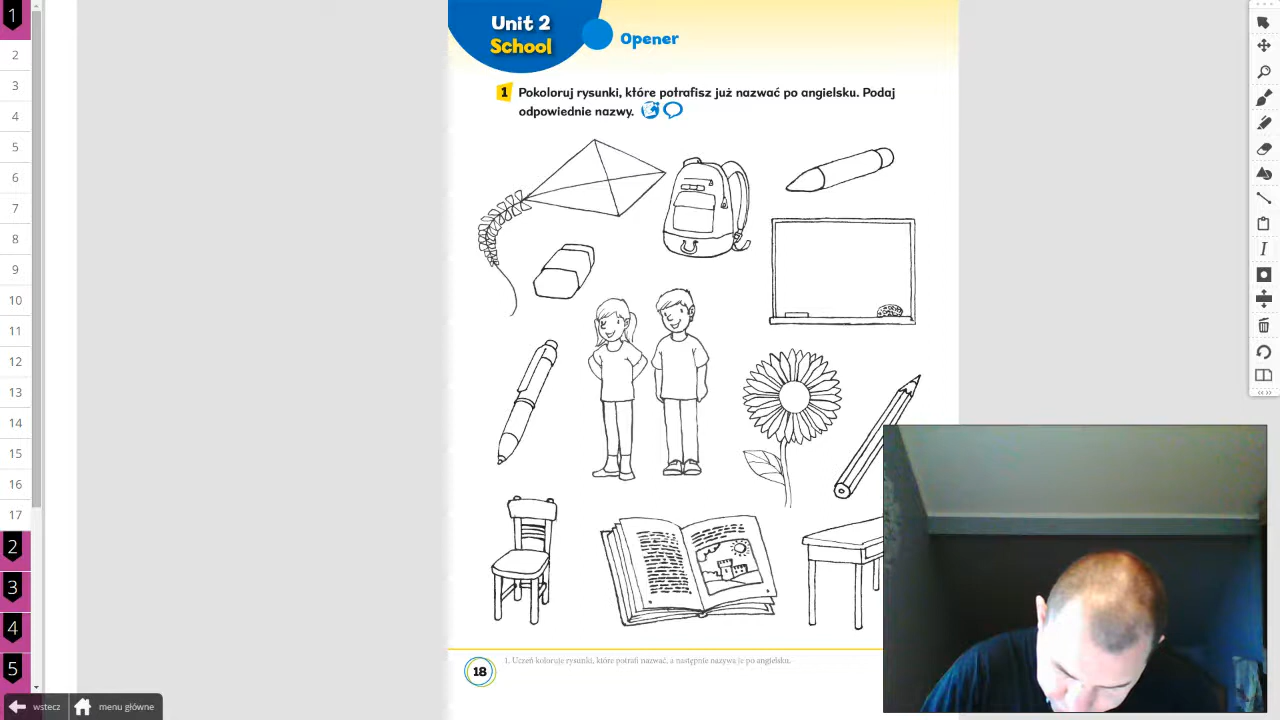 1
2
3
4
5
6
7
8
9
10
11
12
13
14
15
16
17
2
3
4
5
wstecz
menu główne
Unit 2
School
Opener
1 Pokoloruj rysunki, które potrafisz już nazwać po angielsku. Podaj
odpowiednie nazwy.
1. Uczeń koloruje rysunki, które potrafi nazwać, a następnie nazywa je po angielsku.
18